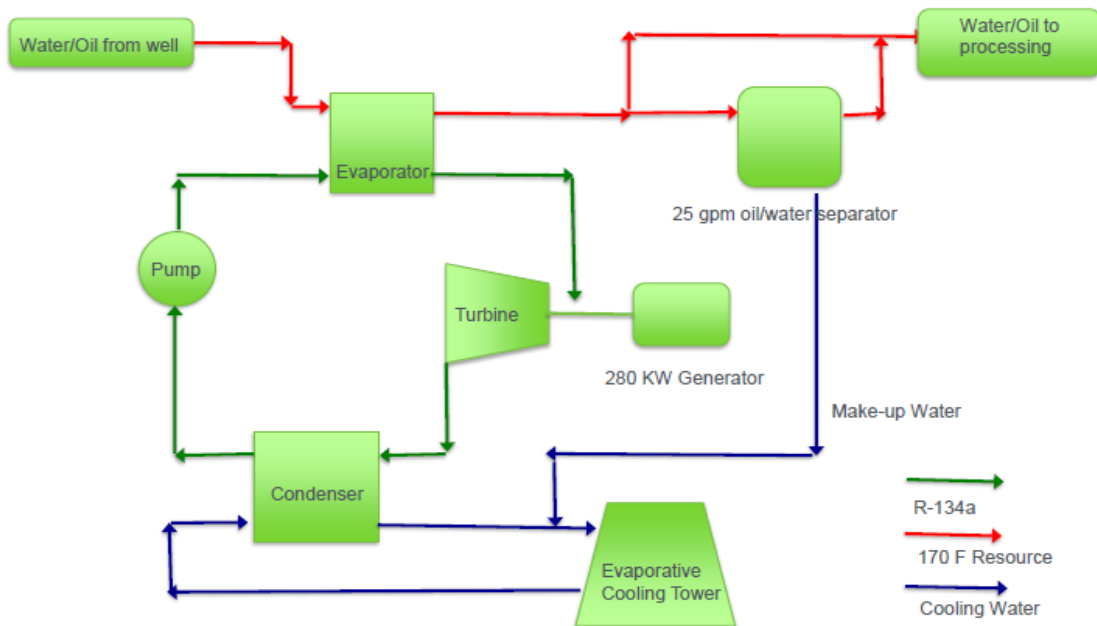 Water/Oil from well
Water/Oil to
processing
Evaporator
25 gpm oil/water separator
Pump
Turbine
280 KW Generator
Make-up Water
Condenser
R-134a
170 F Resource
Evaporative
Cooling Tower
Cooling Water